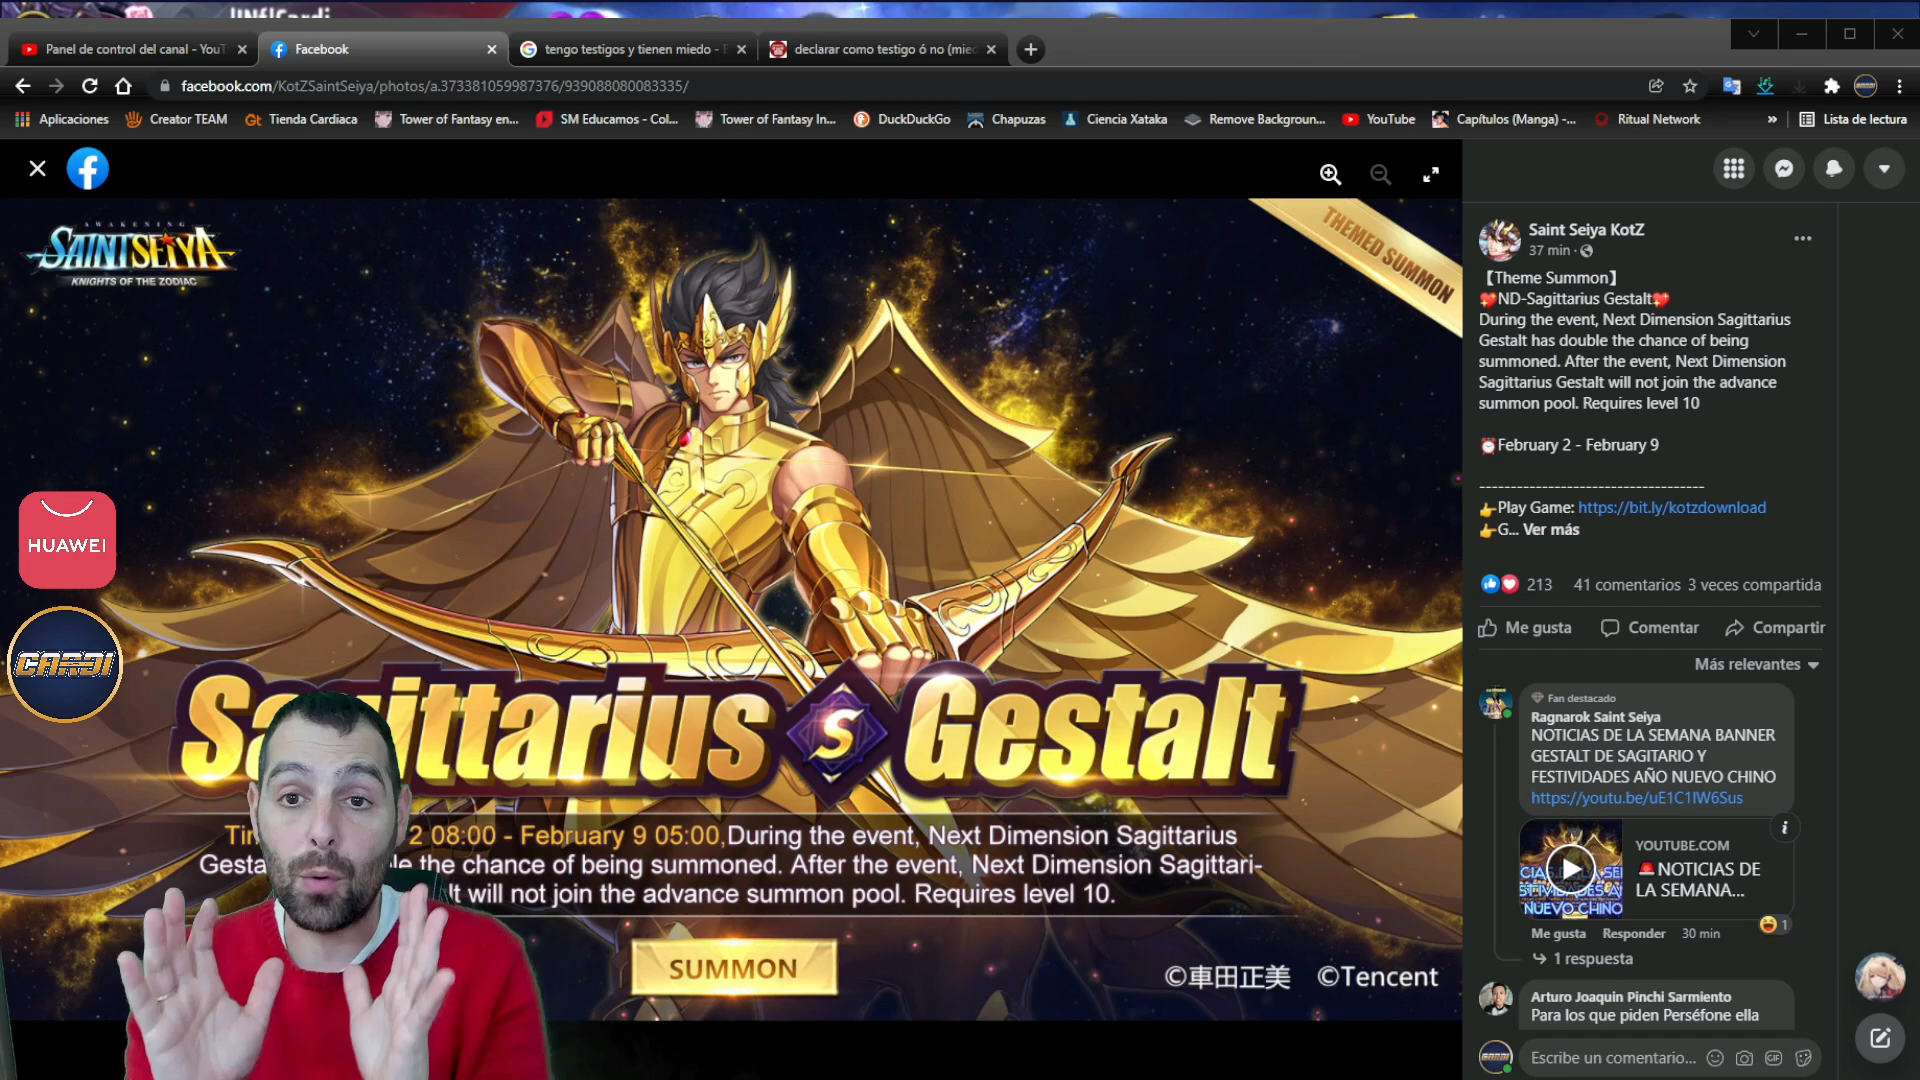 Panel de control del canal - YouT
Facebook
tengo testigos y tienen miedo - 
declarar como testigo ó no (mied
facebook.com/KotZSaintSeiya/photos/a.373381059987376/939088080083335/
Aplicaciones
Creator TEAM
Tienda Cardiaca
Tower of Fantasy en...
SM Educamos - Col...
Tower of Fantasy In...
DuckDuckGo
Chapuzas
Ciencia Xataka
Remove Backgroun...
YouTube
Capítulos (Manga) -...
Ritual Network
»
Lista de lectura
AWAKENING
SAINT SEIYA
KNIGHTS OF THE ZODIAC
THEMED SUMMON
HUAWEI
CARDI
Sagittarius S Gestalt
2 08:00 - February 9 05:00,During the event, Next Dimension Sagittarius
the chance of being summoned. After the event, Next Dimension Sagittari-
lt will not join the advance summon pool. Requires level 10.
SUMMON
©車田正美 ©Tencent
Saint Seiya KotZ
37 min ·
【Theme Summon】
💖ND-Sagittarius Gestalt💖
During the event, Next Dimension Sagittarius
Gestalt has double the chance of being
summoned. After the event, Next Dimension
Sagittarius Gestalt will not join the advance
summon pool. Requires level 10
⏰February 2 - February 9
------------------------------------
👉Play Game: https://bit.ly/kotzdownload
👉G... Ver más
213
41 comentarios 3 veces compartida
Me gusta
Comentar
Compartir
Más relevantes
Fan destacado
Ragnarok Saint Seiya
NOTICIAS DE LA SEMANA BANNER
GESTALT DE SAGITARIO Y
FESTIVIDADES AÑO NUEVO CHINO
https://youtu.be/uE1C1lW6Sus
YOUTUBE.COM
🚨NOTICIAS DE
LA SEMANA...
NUEVO CHINO
Me gusta Responder 30 min
1
1 respuesta
Arturo Joaquin Pinchi Sarmiento
Para los que piden Perséfone ella
CARDI
Escribe un comentario...
GIF